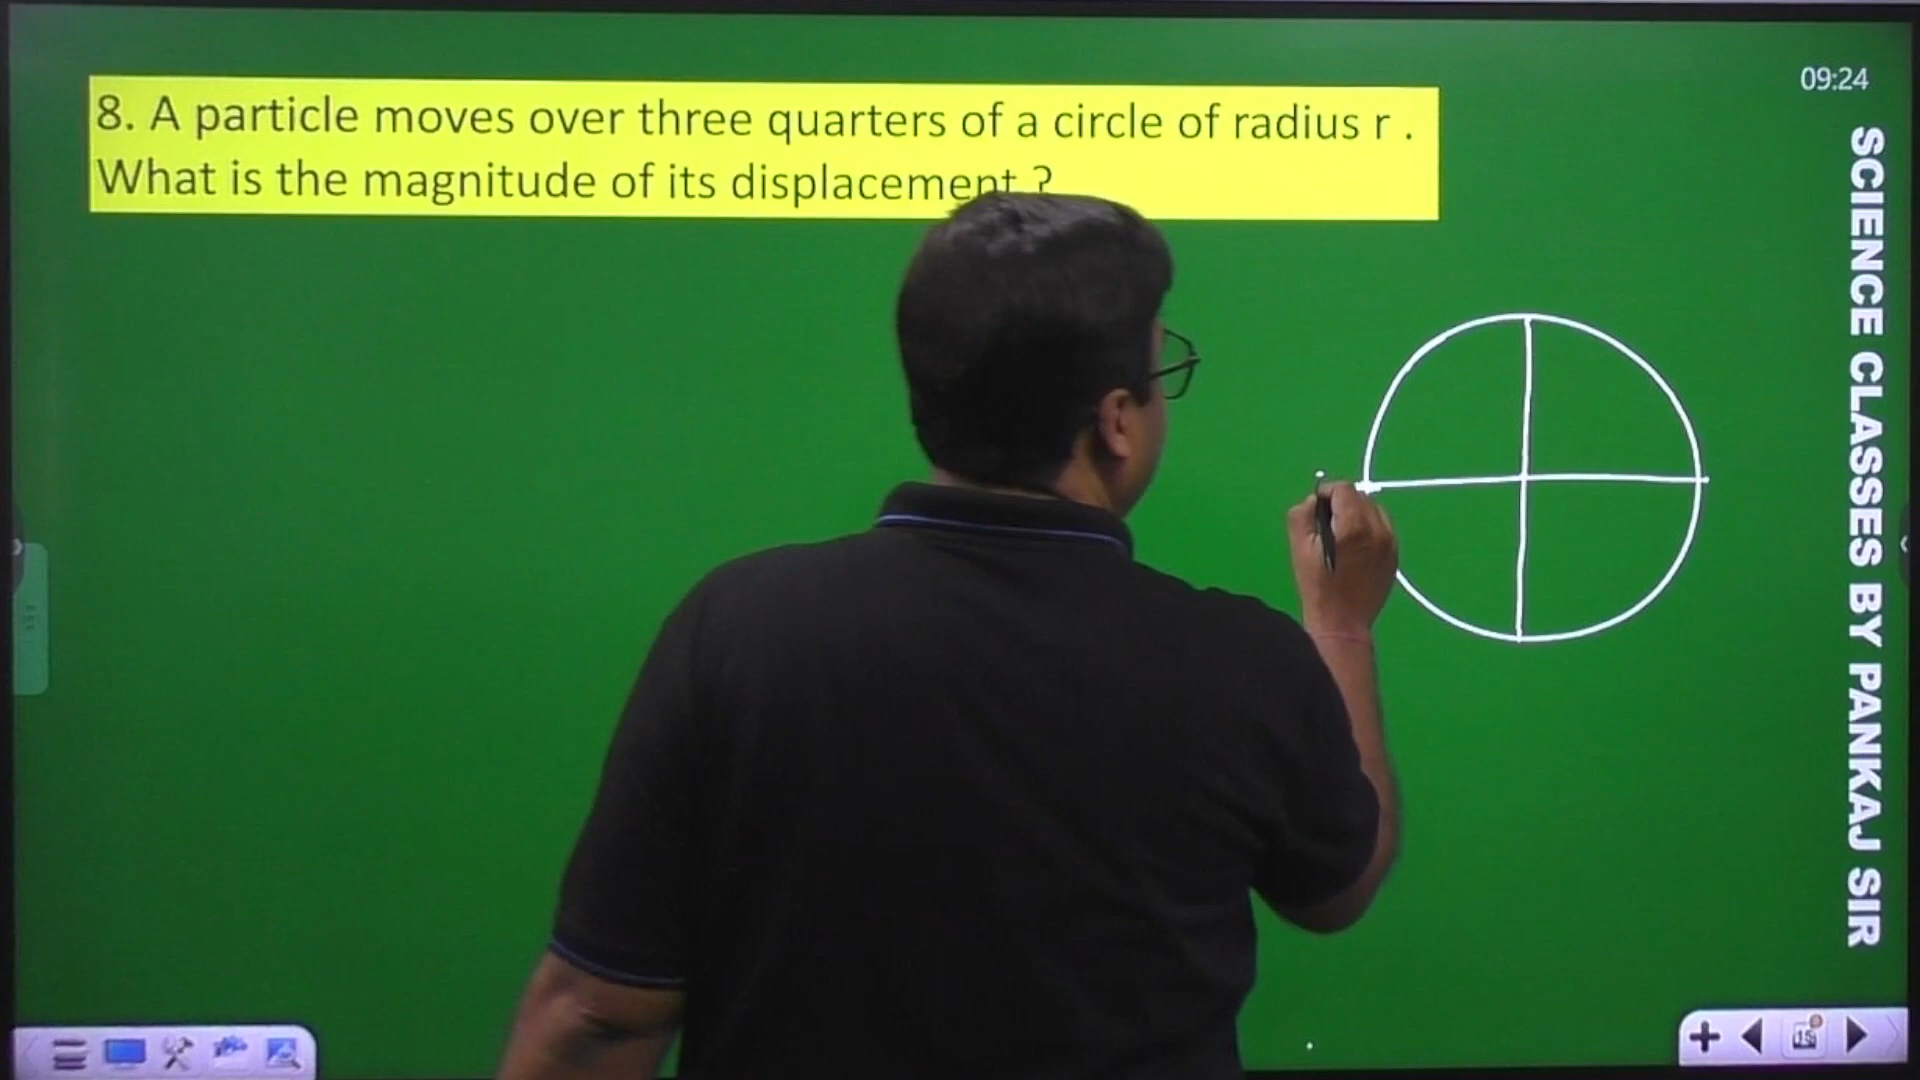 09:24
8. A particle moves over three quarters of a circle of radius r .
What is the magnitude of its displacement ?
SCIENCE CLASSES BY PANKAJ SIR
15